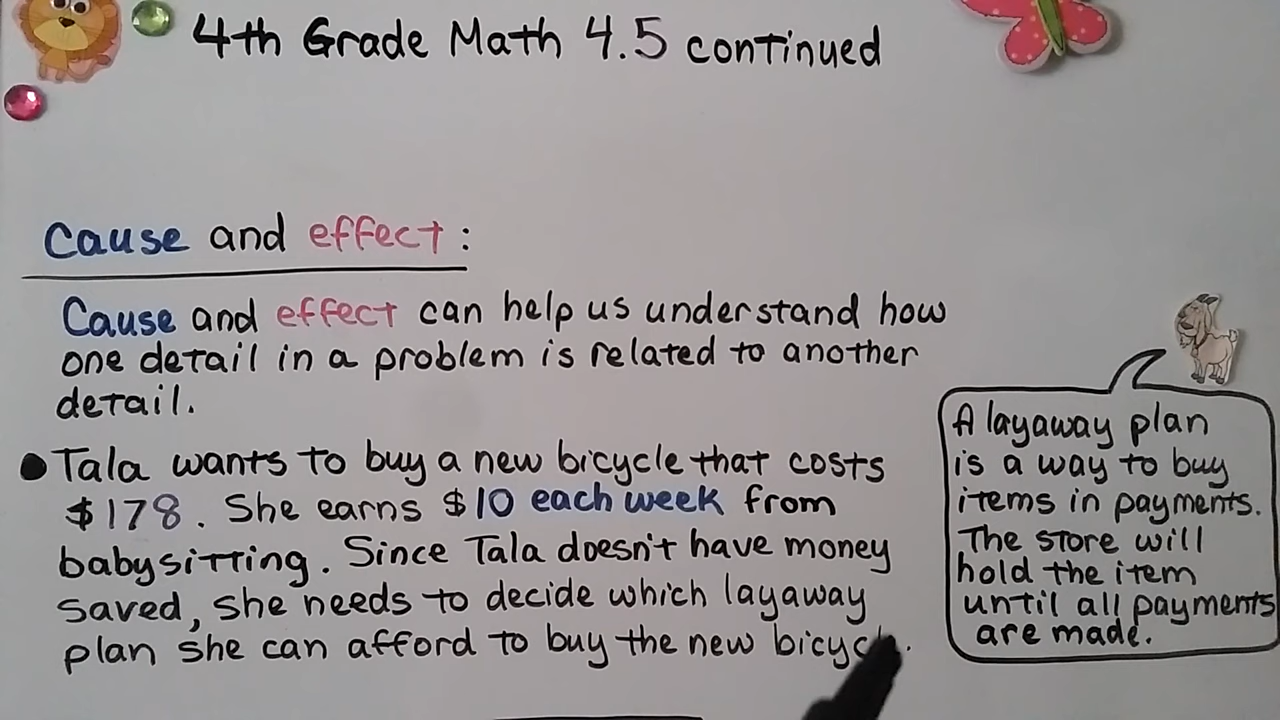 4th Grade Math 4.5 continued
Cause and effect:
Cause and effect can help us understand how
one detail in a problem is related to another
detail.
• Tala wants to buy a new bicycle that costs
$178. She earns $10 each week from
babysitting. Since Tala doesn't have money
saved, she needs to decide which layaway
plan she can afford to buy the new bicycle.
A layaway plan
is a way to buy
items in payments.
The store will
hold the item
until all payments
are made.